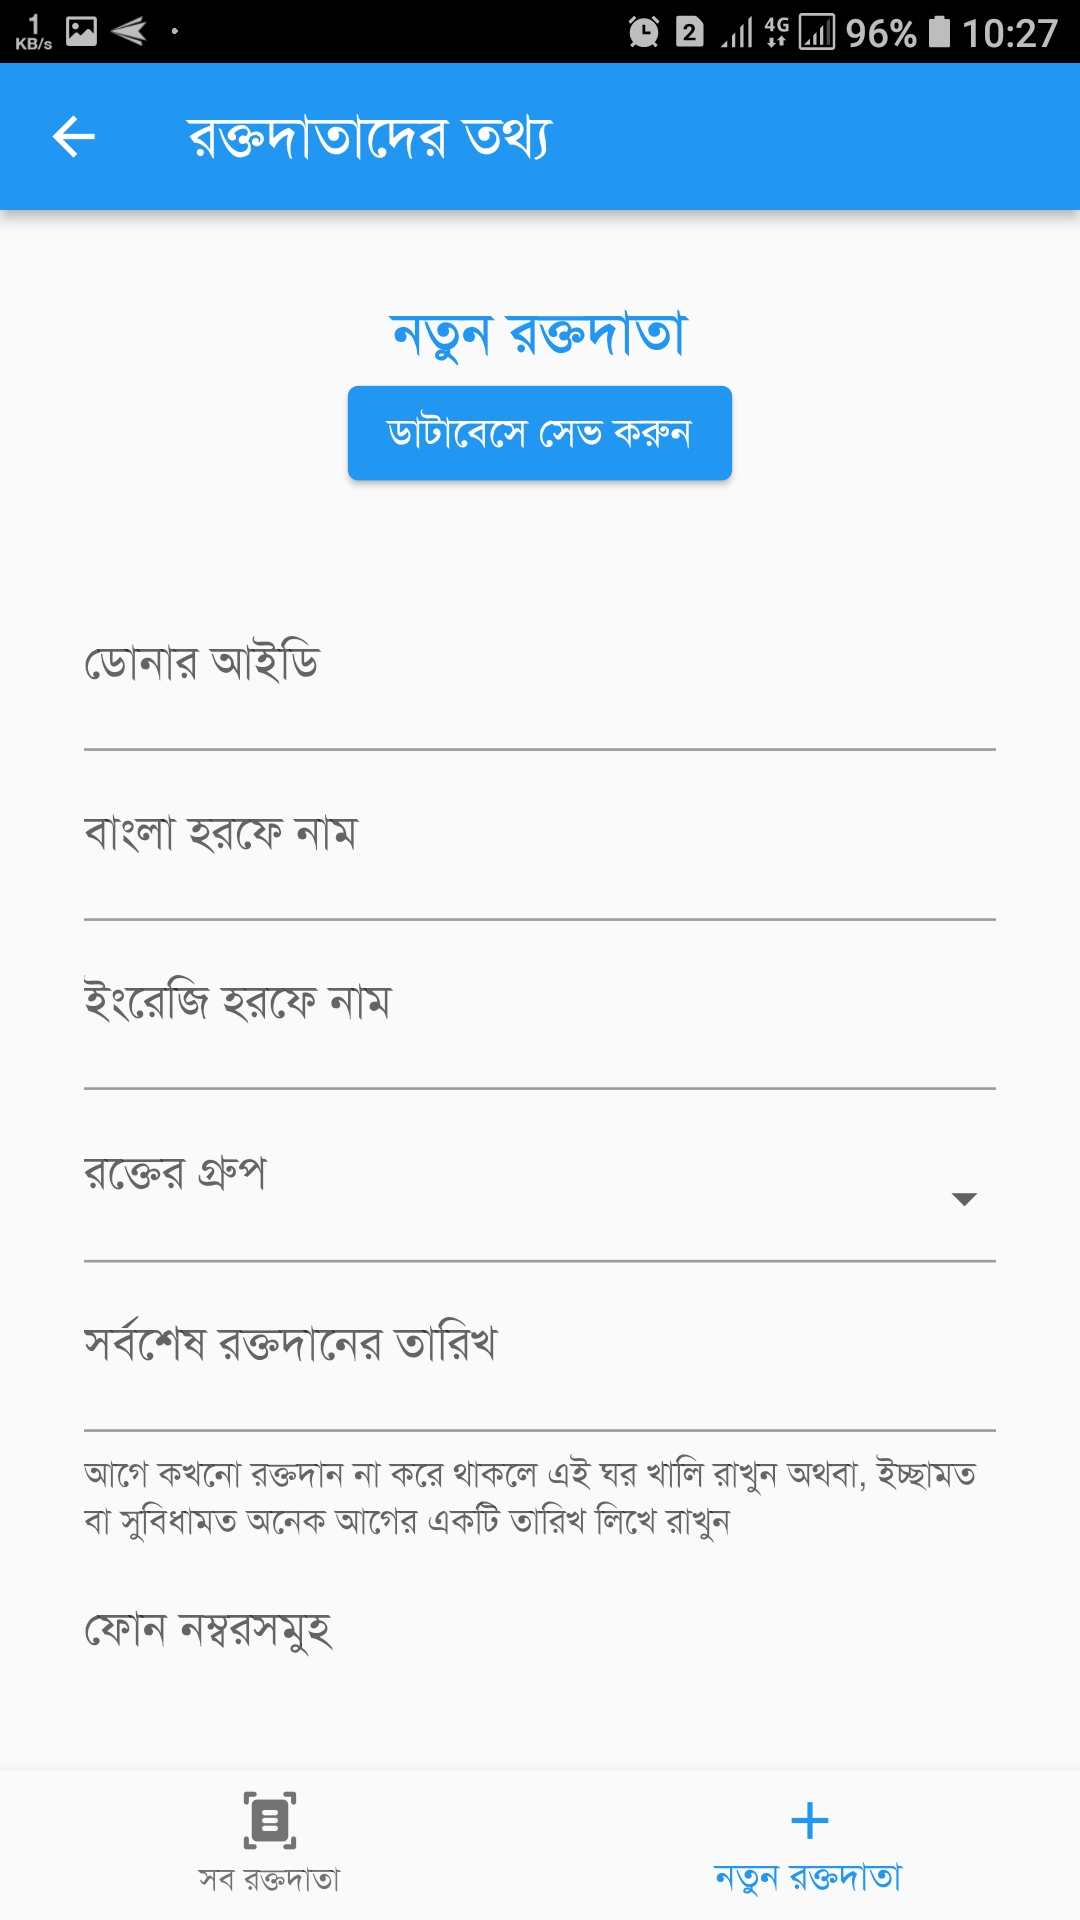 1
KB/s
2
4G
96%
10:27
রক্তদাতাদের তথ্য
নতুন রক্তদাতা
ডাটাবেসে সেভ করুন
ডোনার আইডি
বাংলা হরফে নাম
ইংরেজি হরফে নাম
রক্তের গ্রুপ
সর্বশেষ রক্তদানের তারিখ
আগে কখনো রক্তদান না করে থাকলে এই ঘর খালি রাখুন অথবা, ইচ্ছামত
বা সুবিধামত অনেক আগের একটি তারিখ লিখে রাখুন
ফোন নম্বরসমুহ
সব রক্তদাতা
নতুন রক্তদাতা